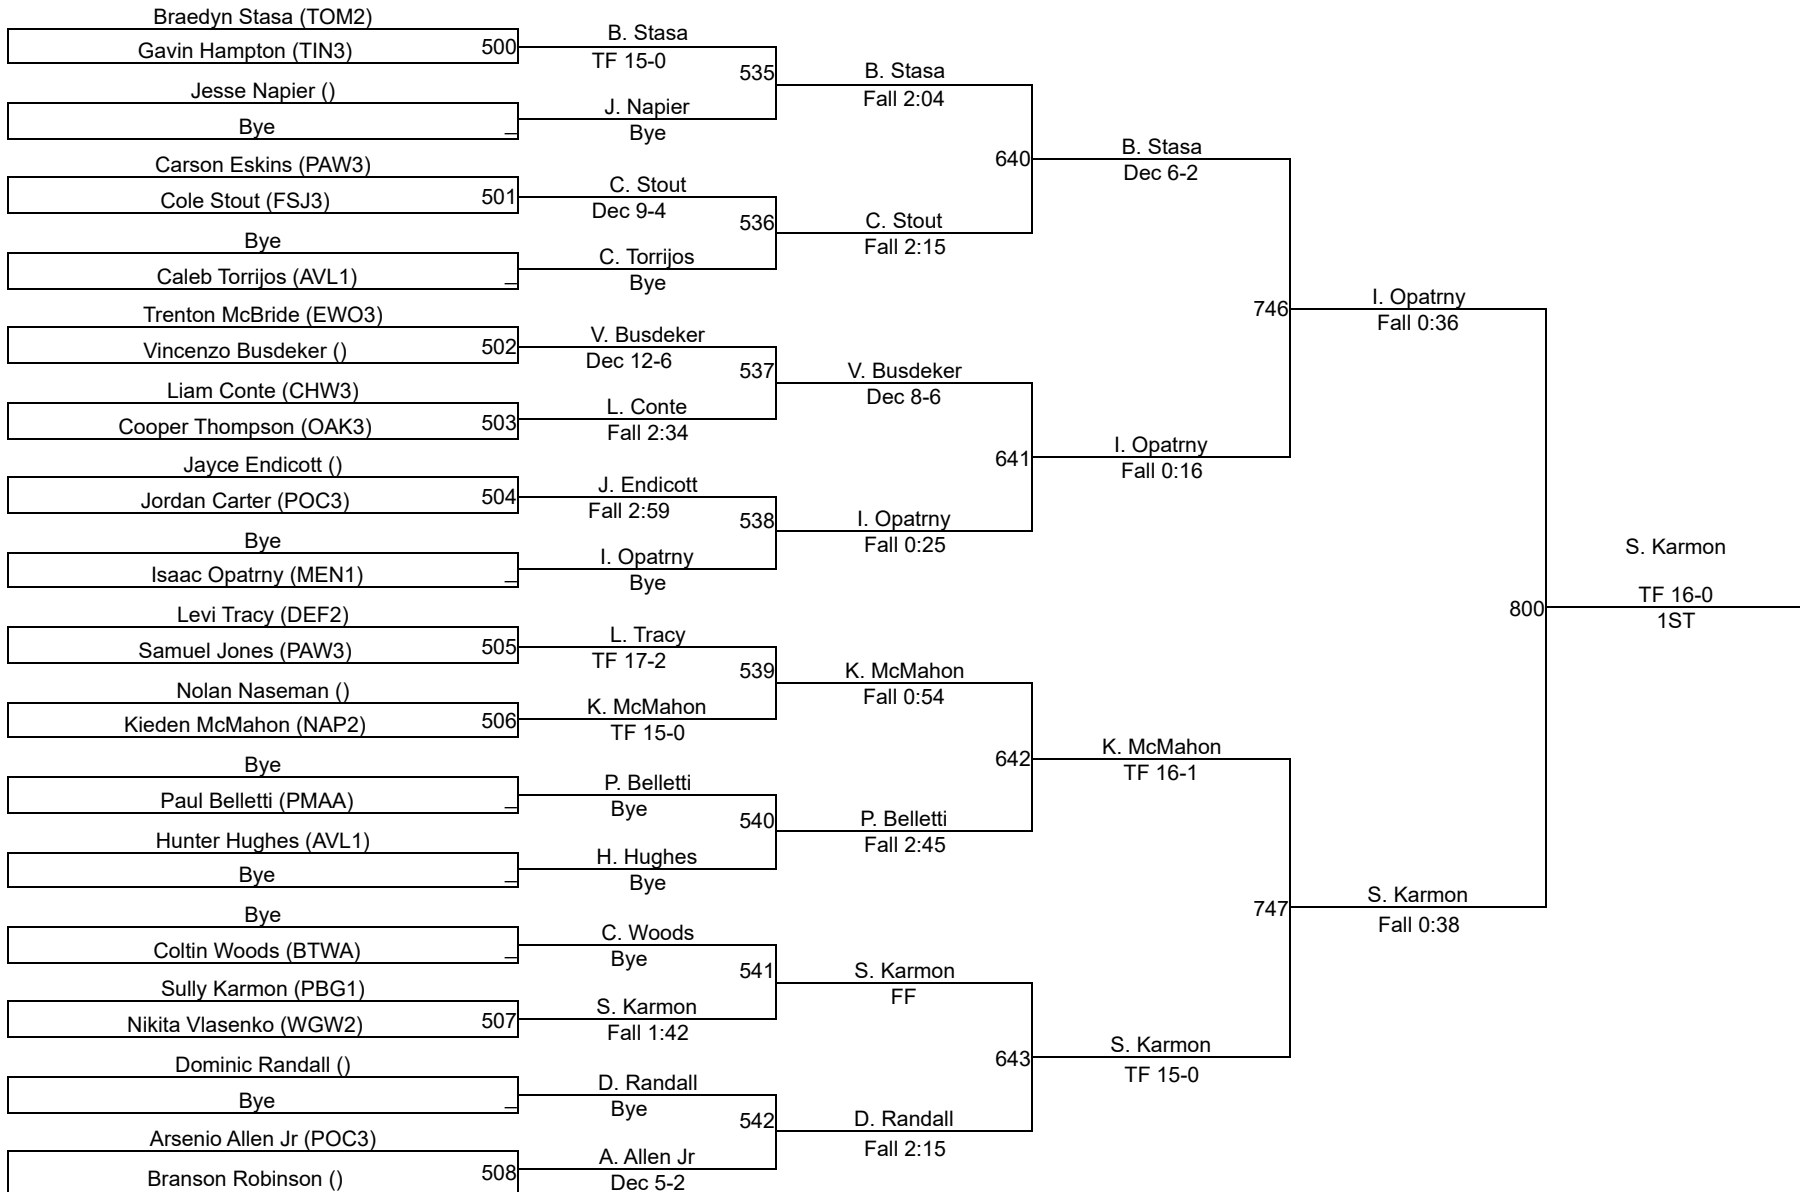 Braedyn Stasa (TOM2)
Gavin Hampton (TIN3)
500
Jesse Napier ()
Bye
_
Carson Eskins (PAW3)
Cole Stout (FSJ3)
501
Bye
Caleb Torrijos (AVL1)
_
Trenton McBride (EWO3)
Vincenzo Busdeker ()
502
Liam Conte (CHW3)
Cooper Thompson (OAK3)
503
Jayce Endicott ()
Jordan Carter (POC3)
504
Bye
Isaac Opatrny (MEN1)
_
Levi Tracy (DEF2)
Samuel Jones (PAW3)
505
Nolan Naseman ()
Kieden McMahon (NAP2)
506
Bye
Paul Belletti (PMAA)
_
Hunter Hughes (AVL1)
Bye
_
Bye
Coltin Woods (BTWA)
_
Sully Karmon (PBG1)
Nikita Vlasenko (WGW2)
507
Dominic Randall ()
Bye
_
Arsenio Allen Jr (POC3)
Branson Robinson ()
508
B. Stasa
TF 15-0
535
J. Napier
Bye
C. Stout
Dec 9-4
536
C. Torrijos
Bye
V. Busdeker
Dec 12-6
537
L. Conte
Fall 2:34
J. Endicott
Fall 2:59
538
I. Opatrny
Bye
L. Tracy
TF 17-2
539
K. McMahon
TF 15-0
P. Belletti
Bye
540
H. Hughes
Bye
C. Woods
Bye
541
S. Karmon
Fall 1:42
D. Randall
Bye
542
A. Allen Jr
Dec 5-2
B. Stasa
Fall 2:04
640
C. Stout
Fall 2:15
V. Busdeker
Dec 8-6
641
I. Opatrny
Fall 0:25
K. McMahon
Fall 0:54
642
P. Belletti
Fall 2:45
S. Karmon
FF
643
D. Randall
Fall 2:15
B. Stasa
Dec 6-2
746
I. Opatrny
Fall 0:16
K. McMahon
TF 16-1
747
S. Karmon
TF 15-0
I. Opatrny
Fall 0:36
800
S. Karmon
Fall 0:38
S. Karmon
TF 16-0
1ST